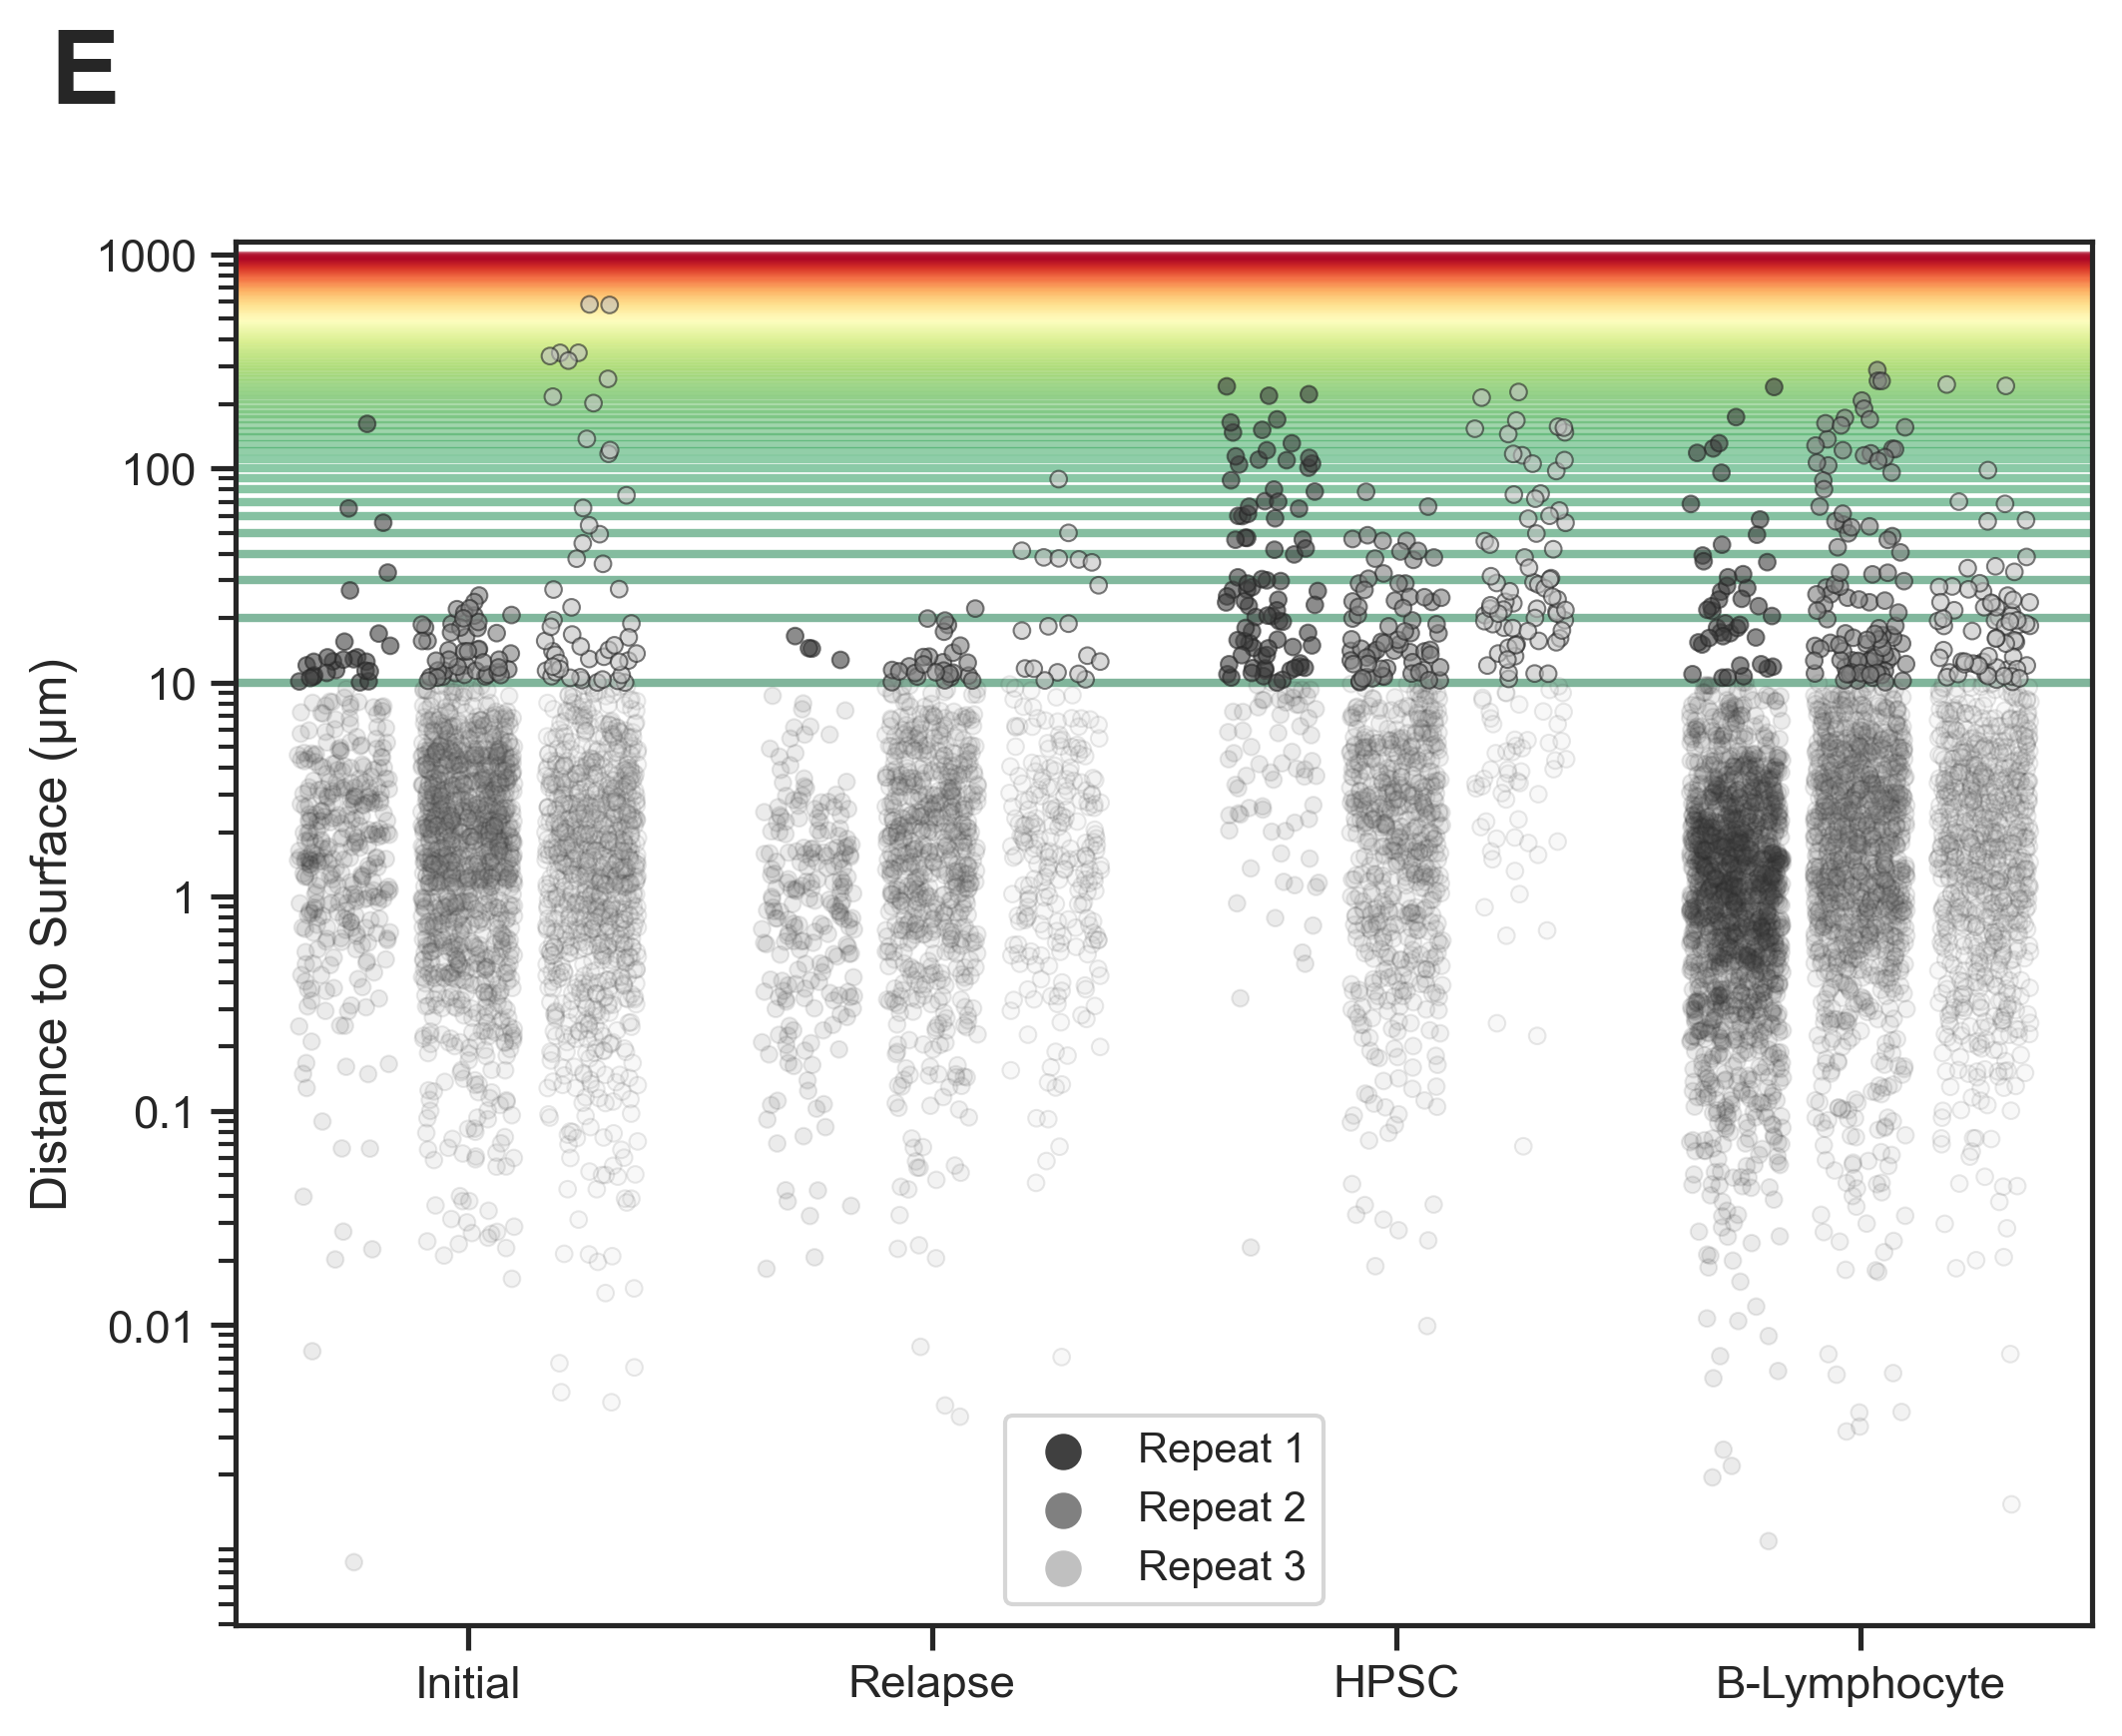 E
Distance to Surface (µm)
1000
100
10
1
0.1
0.01
Repeat 1
Repeat 2
Repeat 3
Initial
Relapse
HPSC
B-Lymphocyte